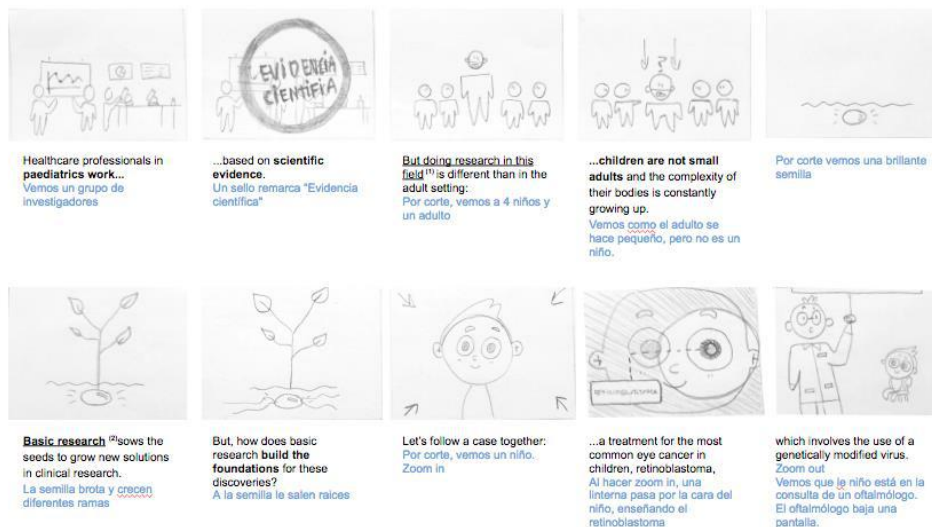 EVIDENCIA
CIENTIFIA
Healthcare professionals in
paediatrics work...
Vemos un grupo de
investigadores
...based on scientific
evidence.
Un sello remarca "Evidencia
científica"
But doing research in this
field (1) is different than in the
adult setting:
Por corte, vemos a 4 niños y
un adulto
...children are not small
adults and the complexity of
their bodies is constantly
growing up.
Vemos como el adulto se
hace pequeño, pero no es un
niño.
Por corte vemos una brillante
semilla
Basic research (2)sows the
seeds to grow new solutions
in clinical research.
La semilla brota y crecen
diferentes ramas
But, how does basic
research build the
foundations for these
discoveries?
A la semilla le salen raices
Let's follow a case together:
Por corte, vemos un niño.
Zoom in
...a treatment for the most
common eye cancer in
children, retinoblastoma,
Al hacer zoom in, una
linterna pasa por la cara del
niño, enseñando el
retinoblastoma
which involves the use of a
genetically modified virus.
Zoom out
Vemos que le niño está en la
consulta de un oftalmólogo.
El oftalmólogo baja una
pantalla.